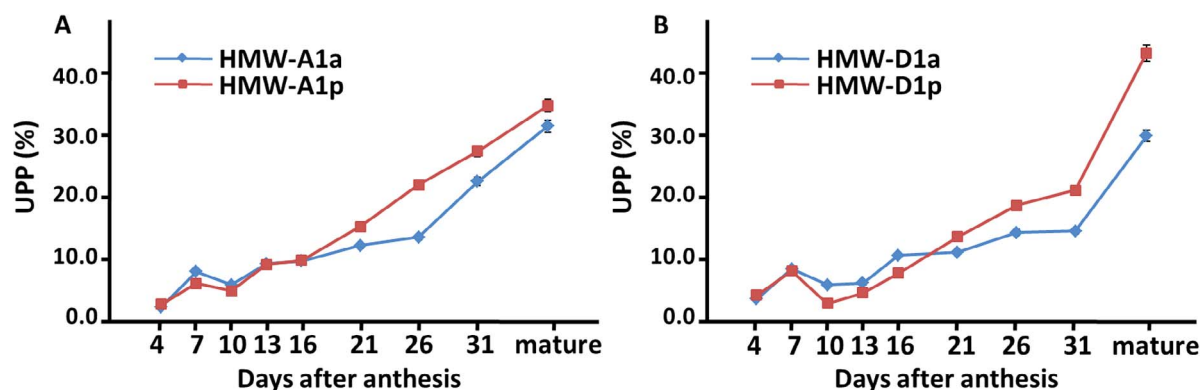 A
HMW-A1a
HMW-A1p
UPP (%)
40.0
30.0
20.0
10.0
0.0
4 7 10 13 16 21 26 31 mature
Days after anthesis
B
HMW-D1a
HMW-D1p
UPP (%)
40.0
30.0
20.0
10.0
0.0
4 7 10 13 16 21 26 31 mature
Days after anthesis